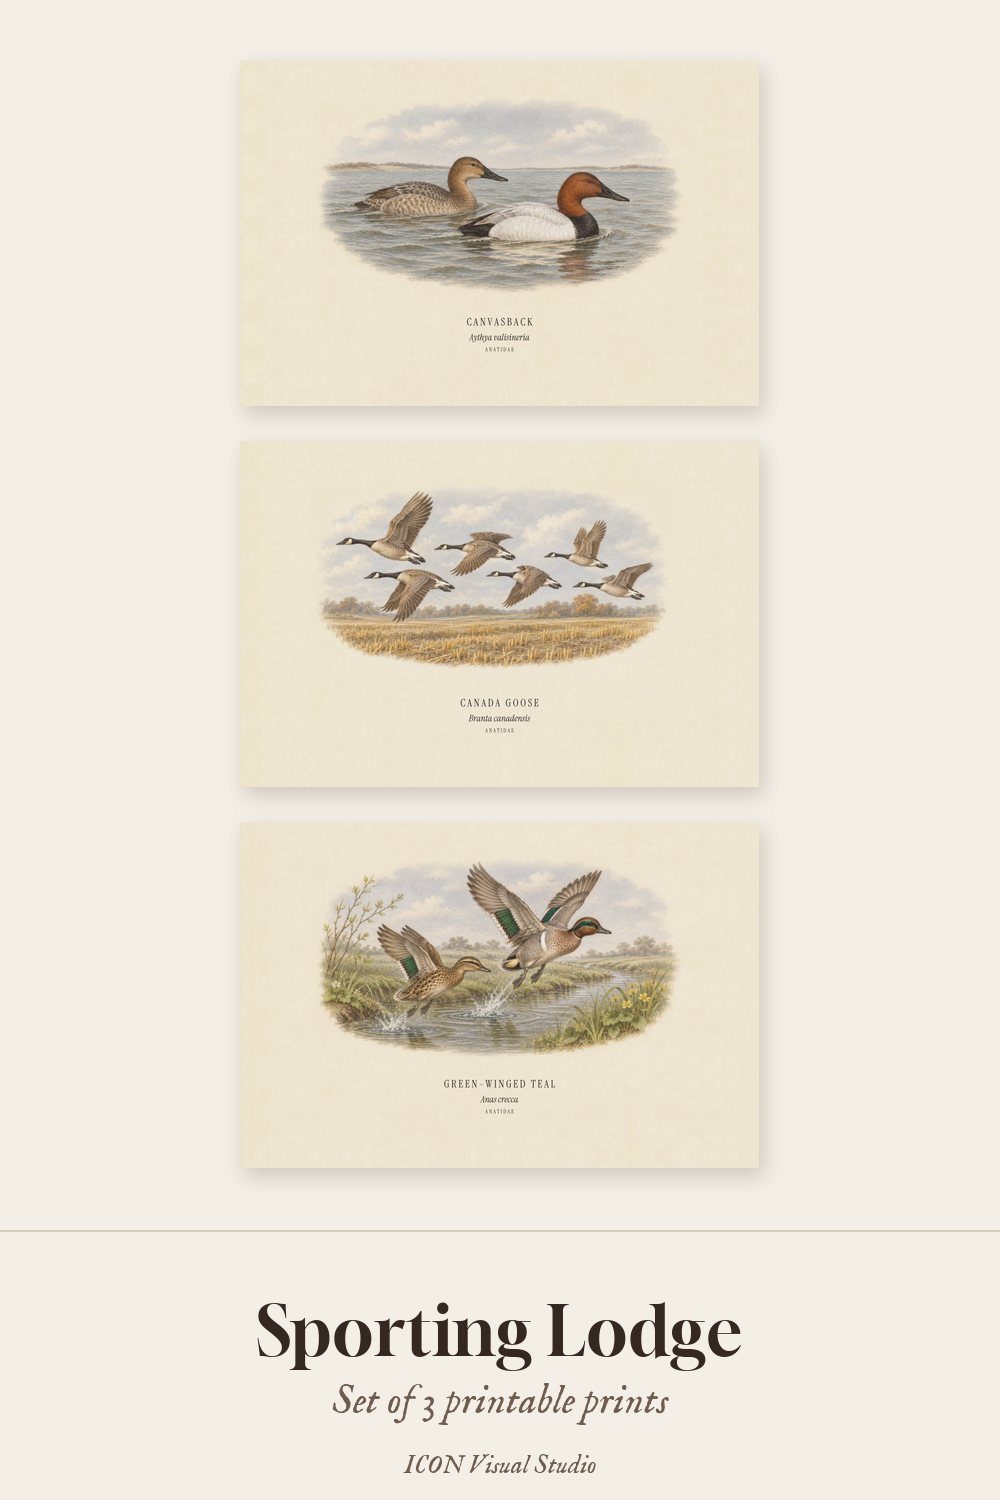 CANVASBACK
Aythya valisineria
ANATIDAE
CANADA GOOSE
Branta canadensis
ANATIDAE
GREEN-WINGED TEAL
Anas crecca
ANATIDAE
Sporting Lodge
Set of 3 printable prints
ICON Visual Studio